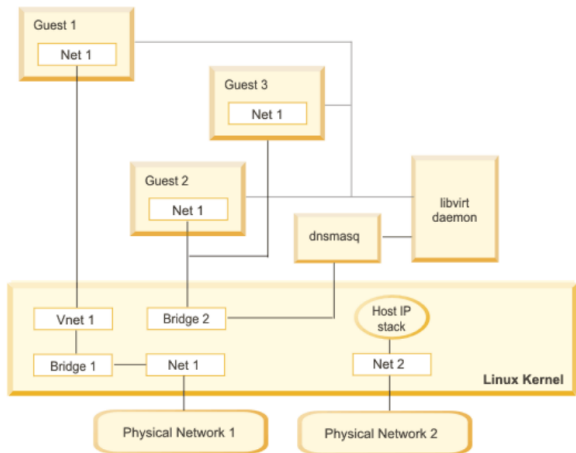 Guest 1
Net 1
Guest 3
Net 1
Guest 2
Net 1
libvirt
daemon
dnsmasq
Vnet 1
Bridge 2
Host IP
stack
Bridge 1
Net 1
Net 2
Linux Kernel
Physical Network 1
Physical Network 2